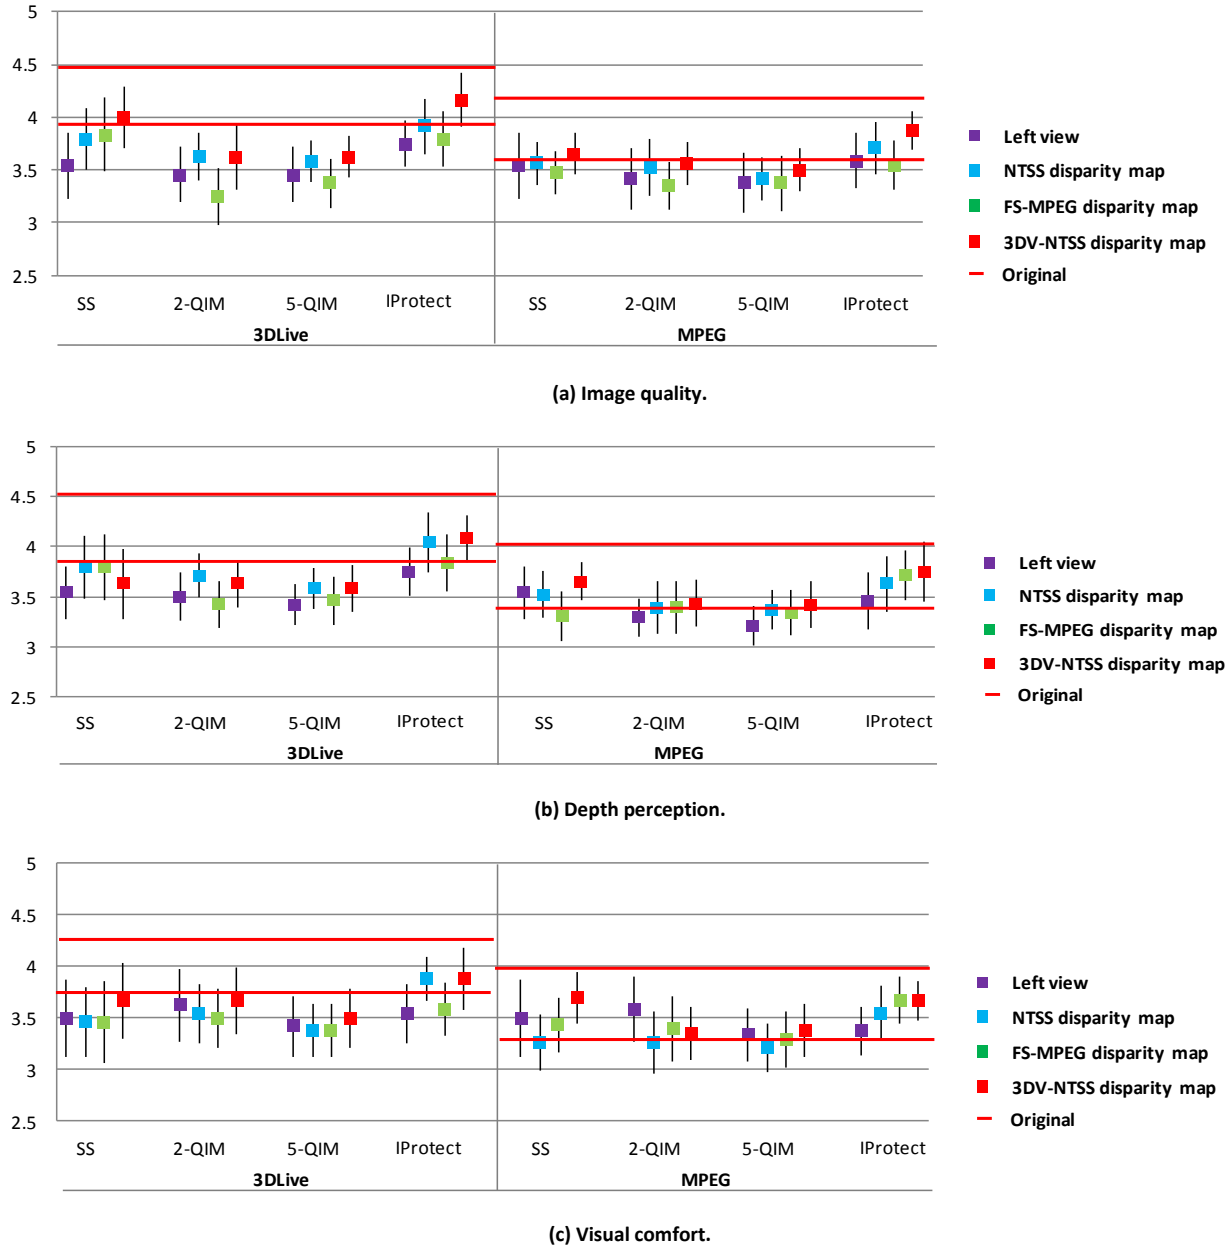 5
4.5
4
3.5
3
2.5
SS 2-QIM 5-QIM IProtect SS 2-QIM 5-QIM IProtect
3DLive MPEG
Left view
NTSS disparity map
FS-MPEG disparity map
3DV-NTSS disparity map
Original
(a) Image quality.
5
4.5
4
3.5
3
2.5
SS 2-QIM 5-QIM IProtect SS 2-QIM 5-QIM IProtect
3DLive MPEG
Left view
NTSS disparity map
FS-MPEG disparity map
3DV-NTSS disparity map
Original
(b) Depth perception.
5
4.5
4
3.5
3
2.5
SS 2-QIM 5-QIM IProtect SS 2-QIM 5-QIM IProtect
3DLive MPEG
Left view
NTSS disparity map
FS-MPEG disparity map
3DV-NTSS disparity map
Original
(c) Visual comfort.